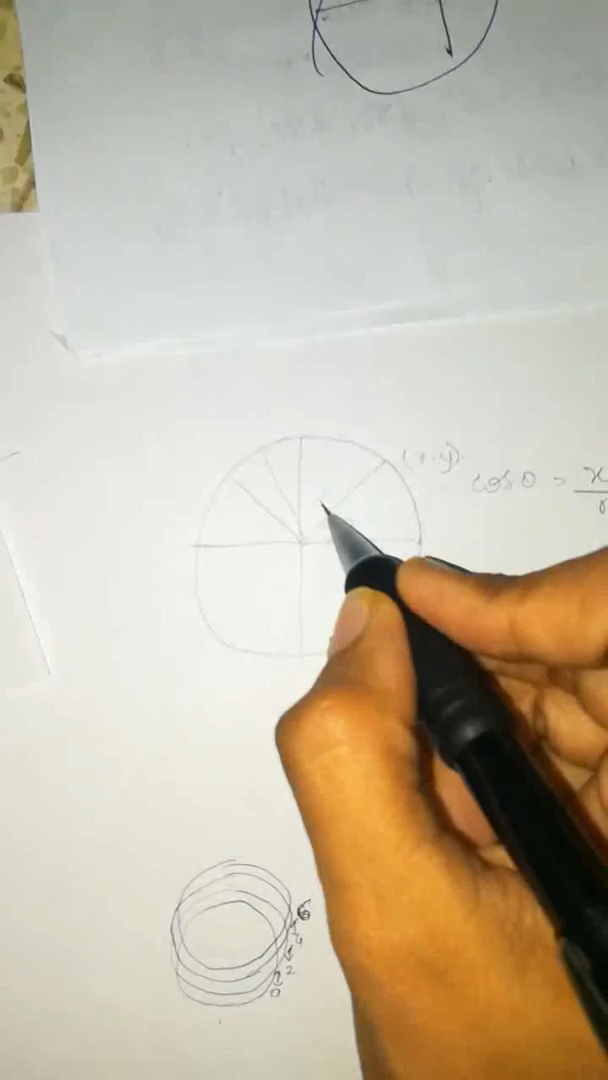 (x,y)
cos θ = x/r
6
4
2
0